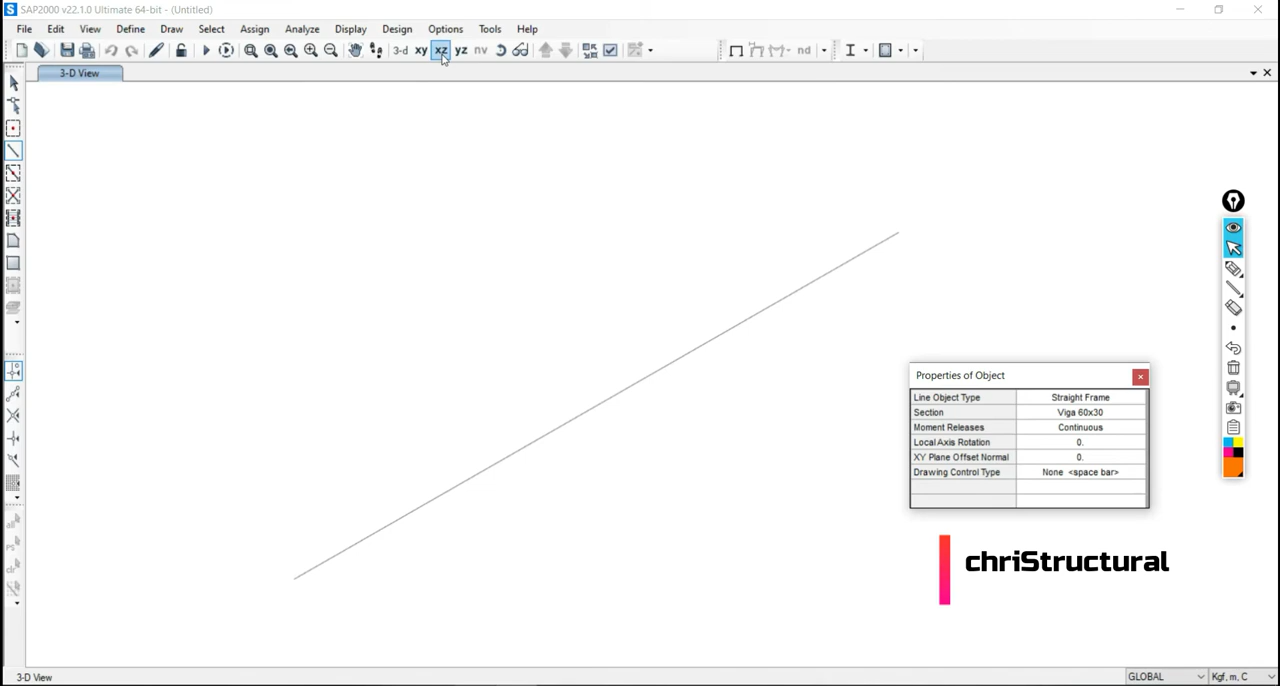 SAP2000 v22.1.0 Ultimate 64-bit - (Untitled)
File Edit View Define Draw Select Assign Analyze Display Design Options Tools Help
3-d xy xz yz nv nd
3-D View
Properties of Object
Line Object Type Straight Frame
Section Viga 60x30
Moment Releases Continuous
Local Axis Rotation 0.
XY Plane Offset Normal 0.
Drawing Control Type None <space bar>
all
PS
clr
chriStructural
3-D View GLOBAL Kgf, m, C